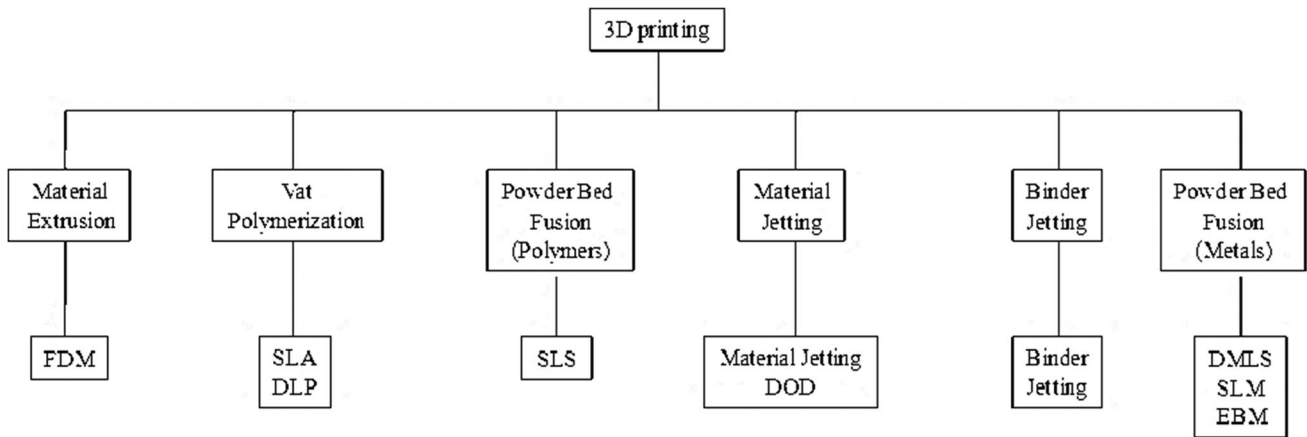 3D printing
Material
Extrusion
Vat
Polymerization
Powder Bed
Fusion
(Polymers)
Material
Jetting
Binder
Jetting
Powder Bed
Fusion
(Metals)
FDM
SLA
DLP
SLS
Material Jetting
DOD
Binder
Jetting
DMLS
SLM
EBM